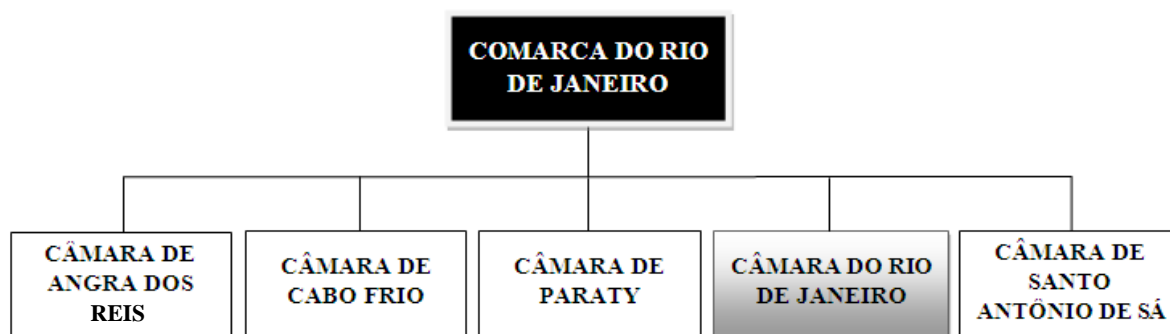 COMARCA DO RIO
DE JANEIRO
CÂMARA DE
ANGRA DOS
REIS
CÂMARA DE
CABO FRIO
CÂMARA DE
PARATY
CÂMARA DO RIO
DE JANEIRO
CÂMARA DE
SANTO
ANTÔNIO DE SÁ